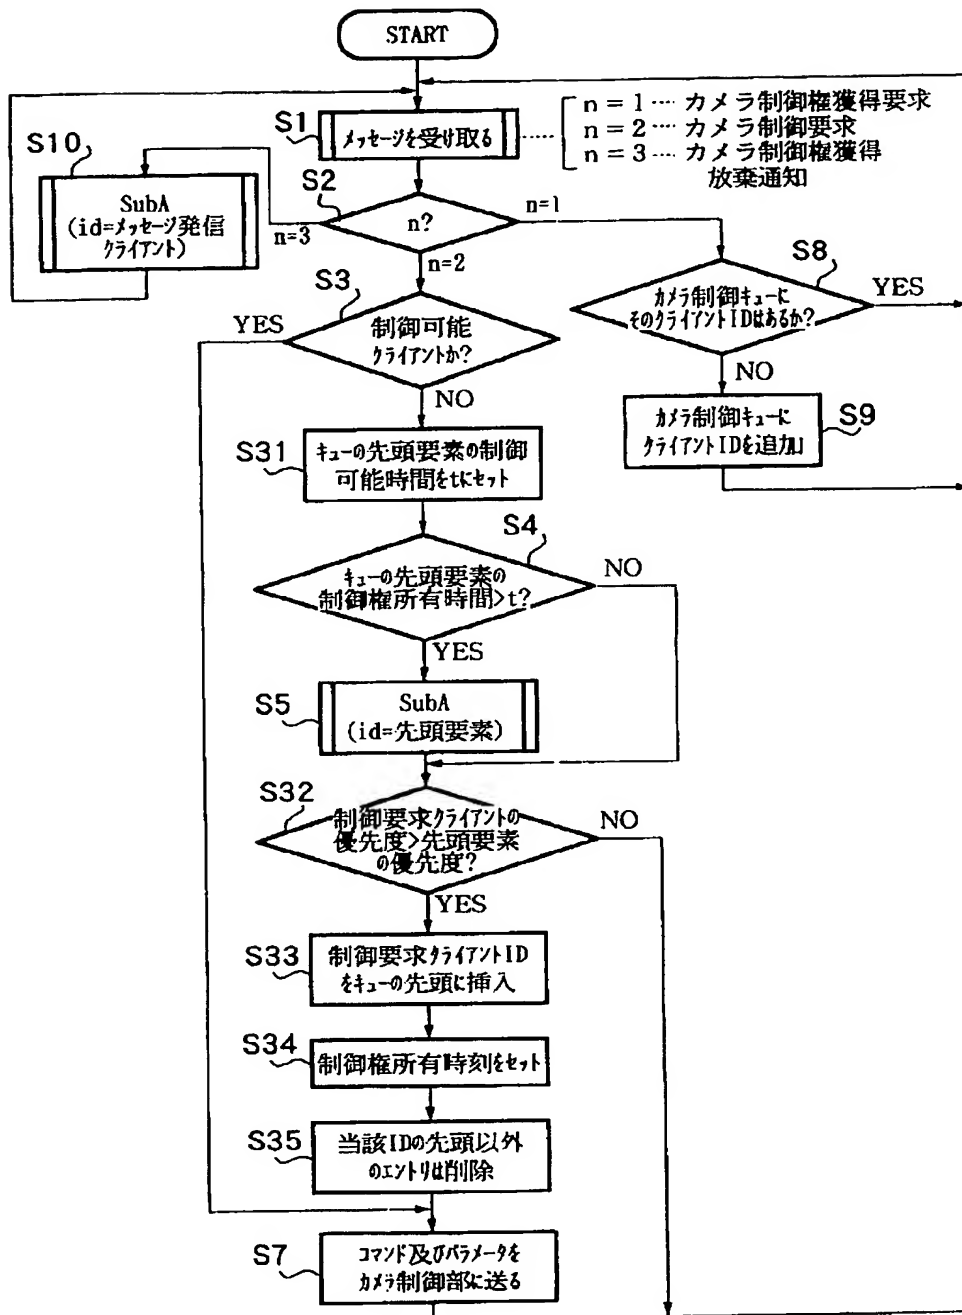 START
S1
メッセージを受け取る
n = 1 ···· カメラ制御権獲得要求
n = 2 ···· カメラ制御要求
n = 3 ···· カメラ制御権獲得
放棄通知
S10
SubA
(id=メッセージ発信
クライアント)
S2
n?
n=1
n=3
n=2
S3
YES
制御可能
クライアントか?
NO
S8
カメラ制御キューに
そのクライアントIDはあるか?
YES
NO
S9
カメラ制御キューに
クライアントIDを追加
S31
キューの先頭要素の制御
可能時間をtにセット
S4
キューの先頭要素の
制御権所有時間>t?
NO
YES
S5
SubA
(id=先頭要素)
S32
制御要求クライアントの
優先度>先頭要素
の優先度?
NO
YES
S33
制御要求クライアントID
をキューの先頭に挿入
S34
制御権所有時刻をセット
S35
当該IDの先頭以外
のエントリは削除
S7
コマンド及びパラメータを
カメラ制御部に送る